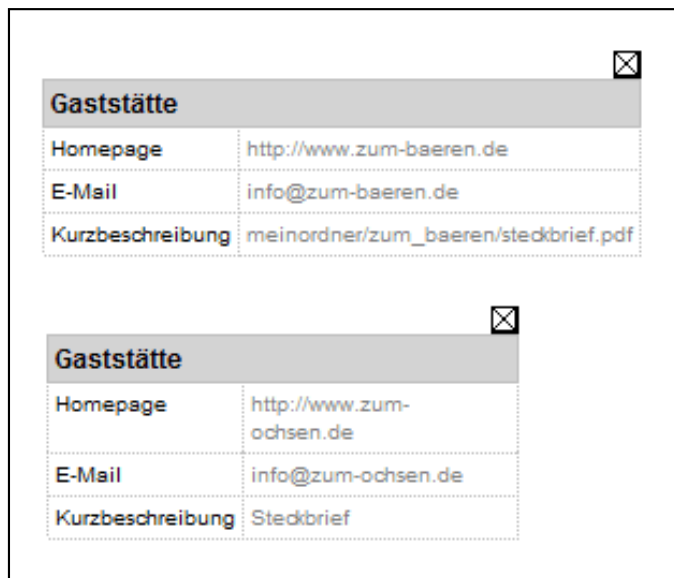 Gaststätte
Homepage http://www.zum-baeren.de
E-Mail info@zum-baeren.de
Kurzbeschreibung meinordner/zum_baeren/steckbrief.pdf
Gaststätte
Homepage http://www.zum-
ochsen.de
E-Mail info@zum-ochsen.de
Kurzbeschreibung Steckbrief